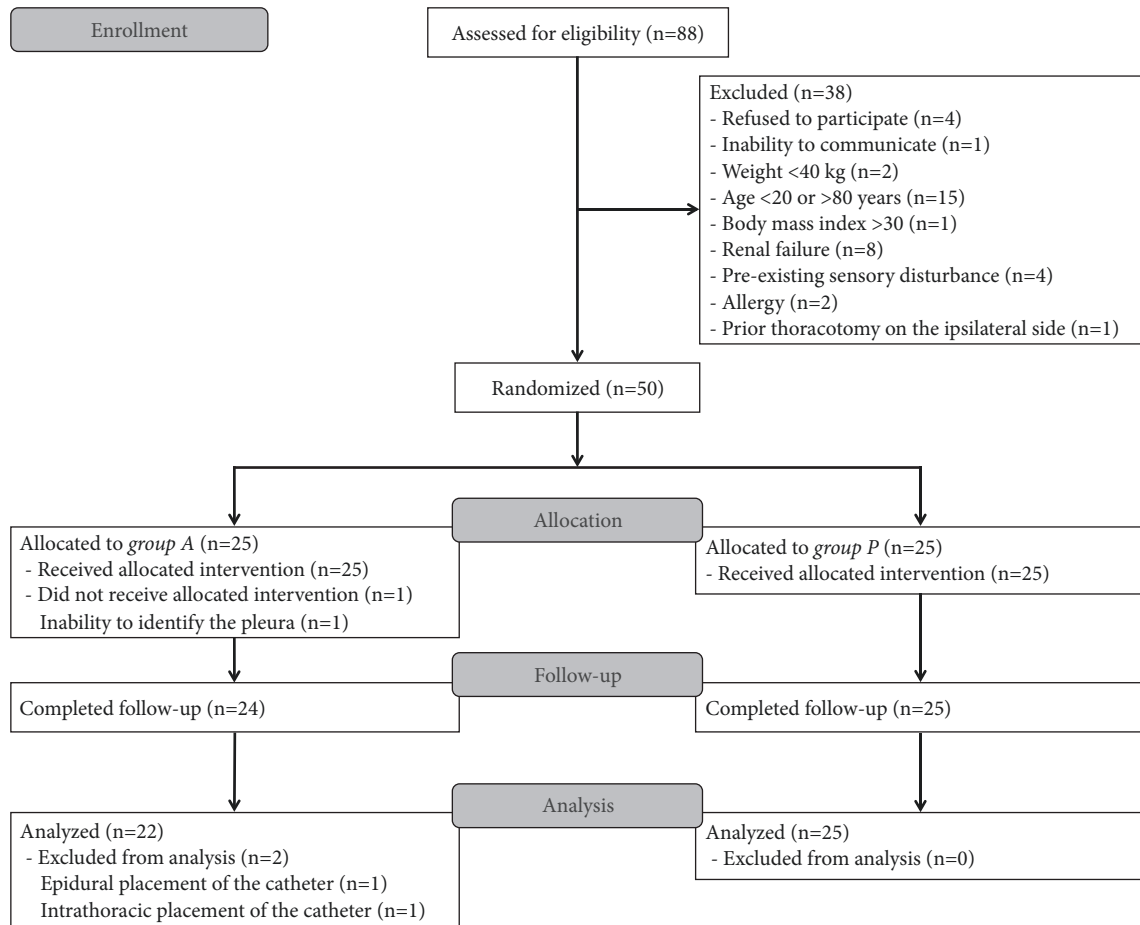 Enrollment
Assessed for eligibility (n=88)
Excluded (n=38)
- Refused to participate (n=4)
- Inability to communicate (n=1)
- Weight <40 kg (n=2)
- Age <20 or >80 years (n=15)
- Body mass index >30 (n=1)
- Renal failure (n=8)
- Pre-existing sensory disturbance (n=4)
- Allergy (n=2)
- Prior thoracotomy on the ipsilateral side (n=1)
Randomized (n=50)
Allocation
Allocated to group A (n=25)
- Received allocated intervention (n=25)
- Did not receive allocated intervention (n=1)
Inability to identify the pleura (n=1)
Allocated to group P (n=25)
- Received allocated intervention (n=25)
Follow-up
Completed follow-up (n=24)
Completed follow-up (n=25)
Analysis
Analyzed (n=22)
- Excluded from analysis (n=2)
Epidural placement of the catheter (n=1)
Intrathoracic placement of the catheter (n=1)
Analyzed (n=25)
- Excluded from analysis (n=0)